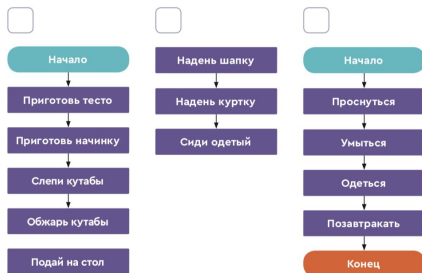 Начало
Приготовь тесто
Приготовь начинку
Слепи кутабы
Обжарь кутабы
Подай на стол
Надень шапку
Надень куртку
Сиди одетый
Начало
Проснуться
Умыться
Одеться
Позавтракать
Конец